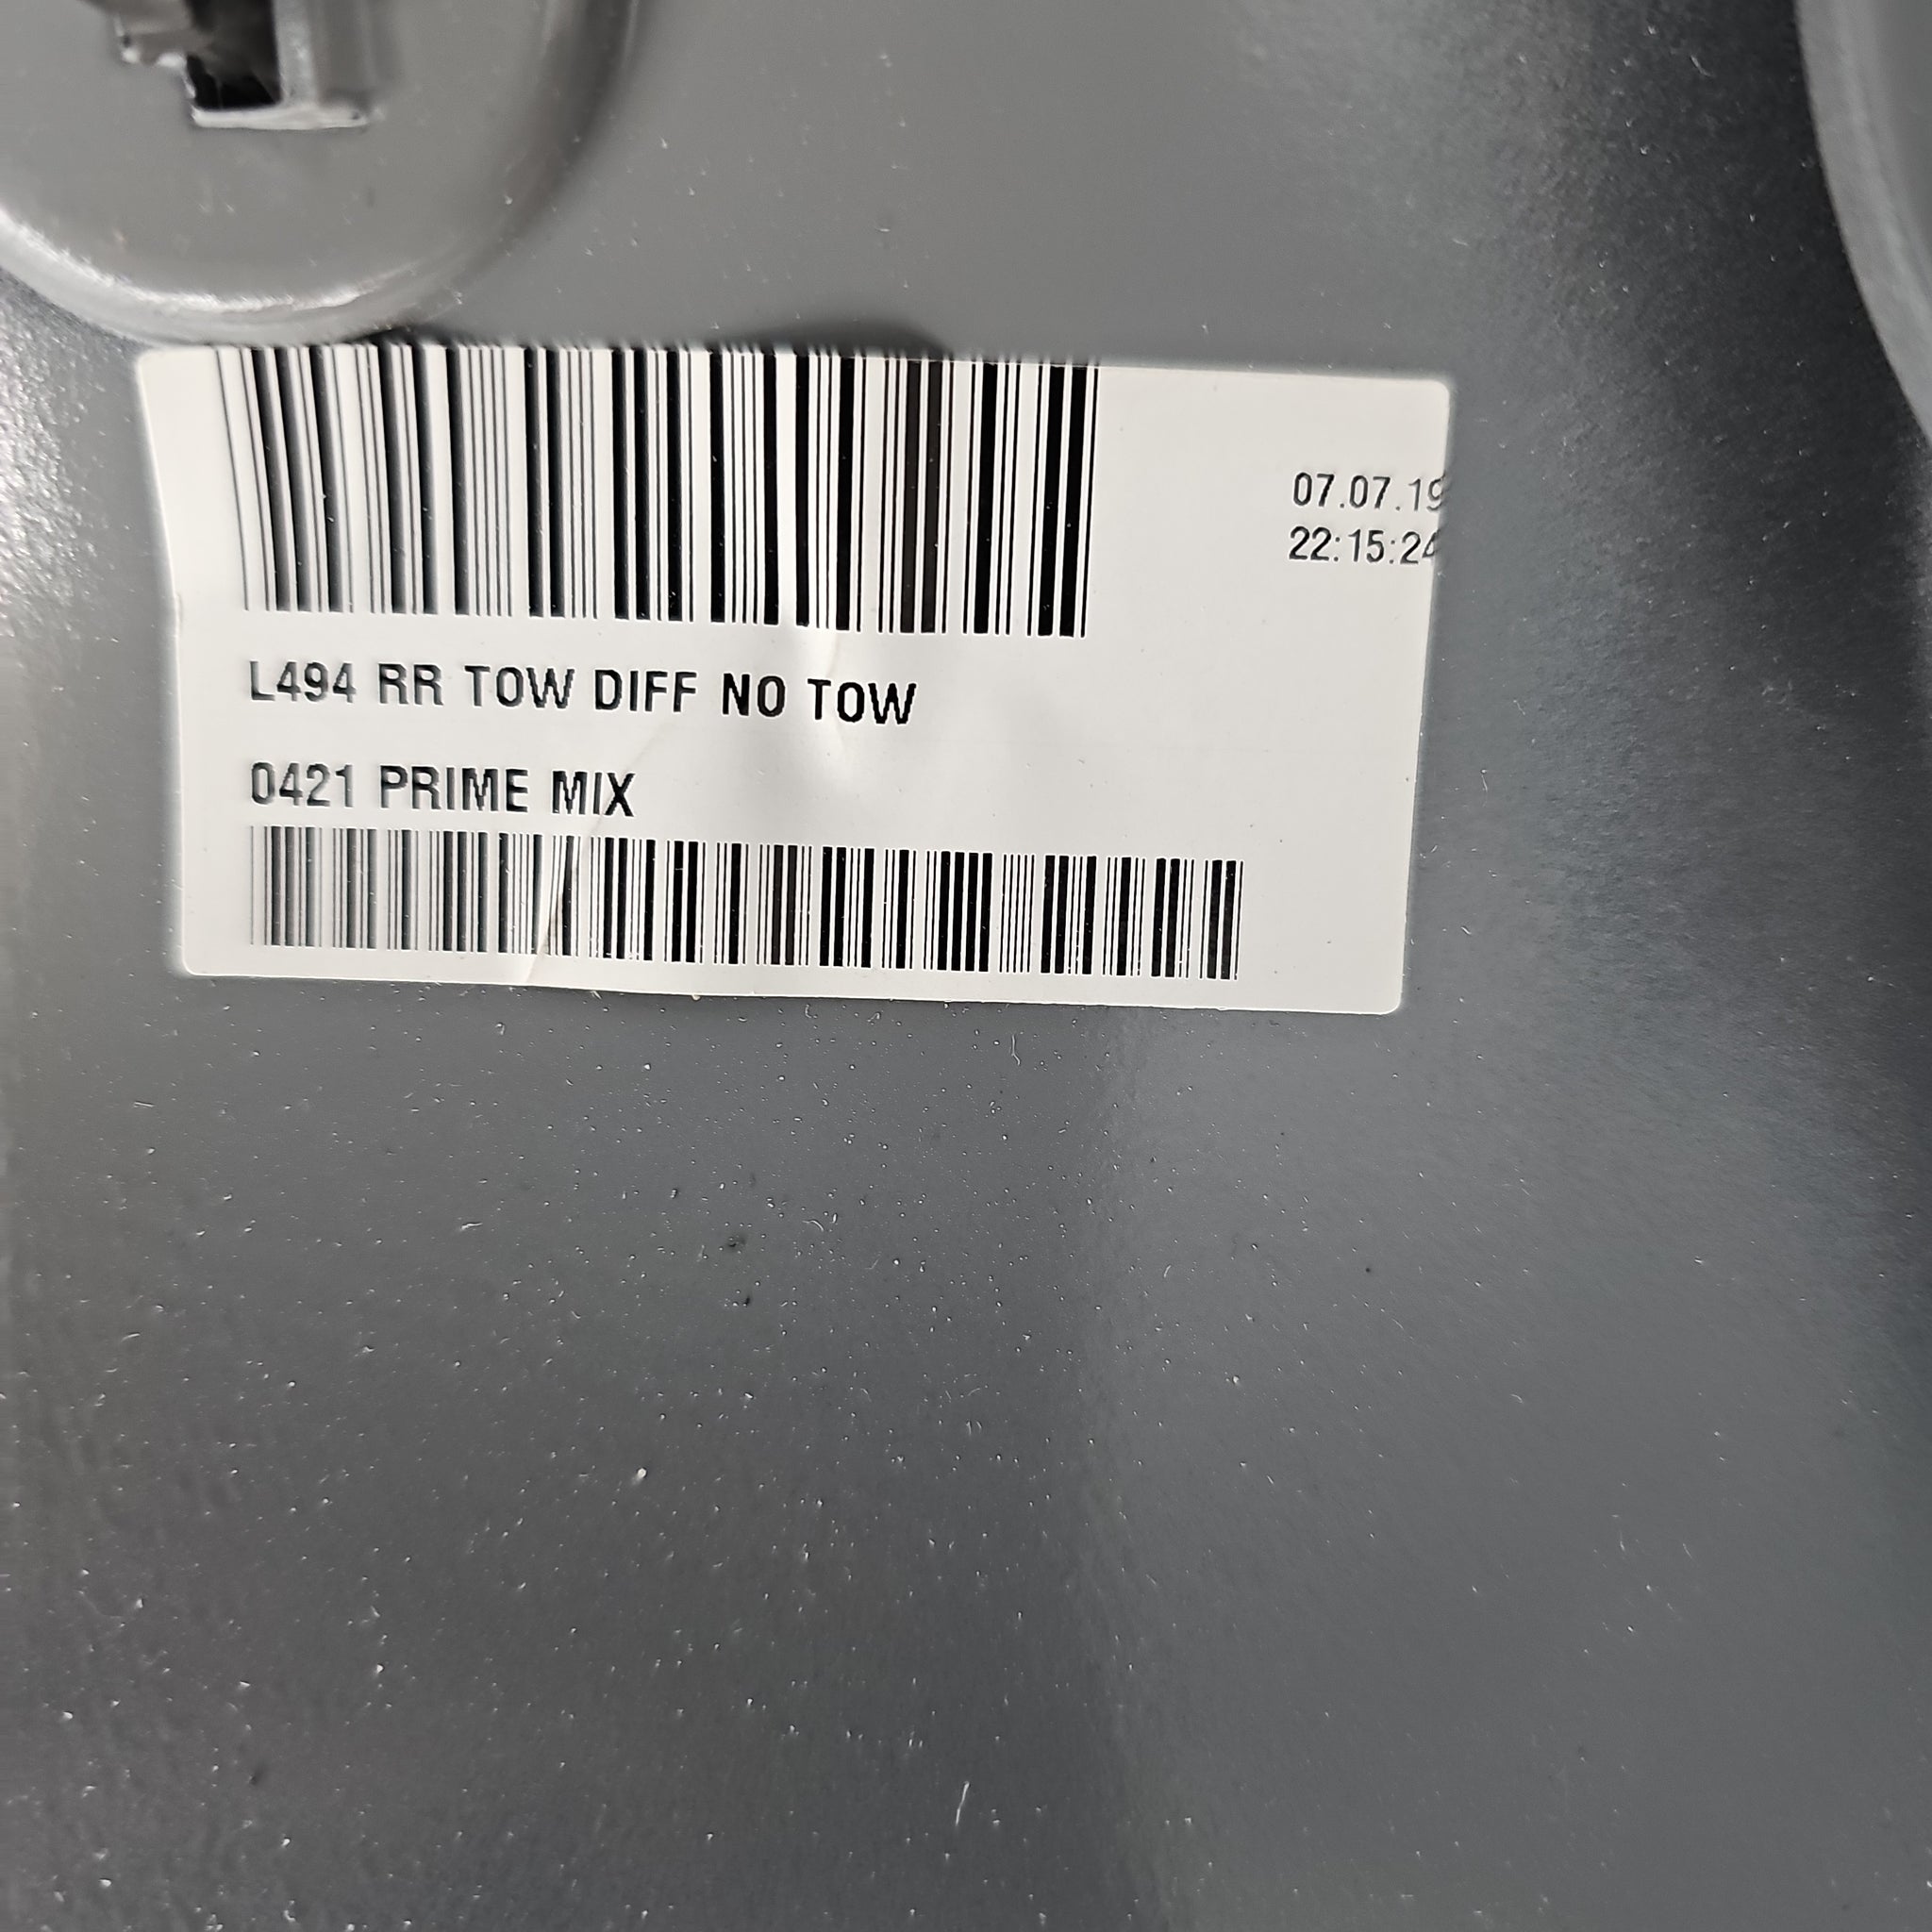 07.07.19
22:15:24
L494 RR TOW DIFF NO TOW
0421 PRIME MIX